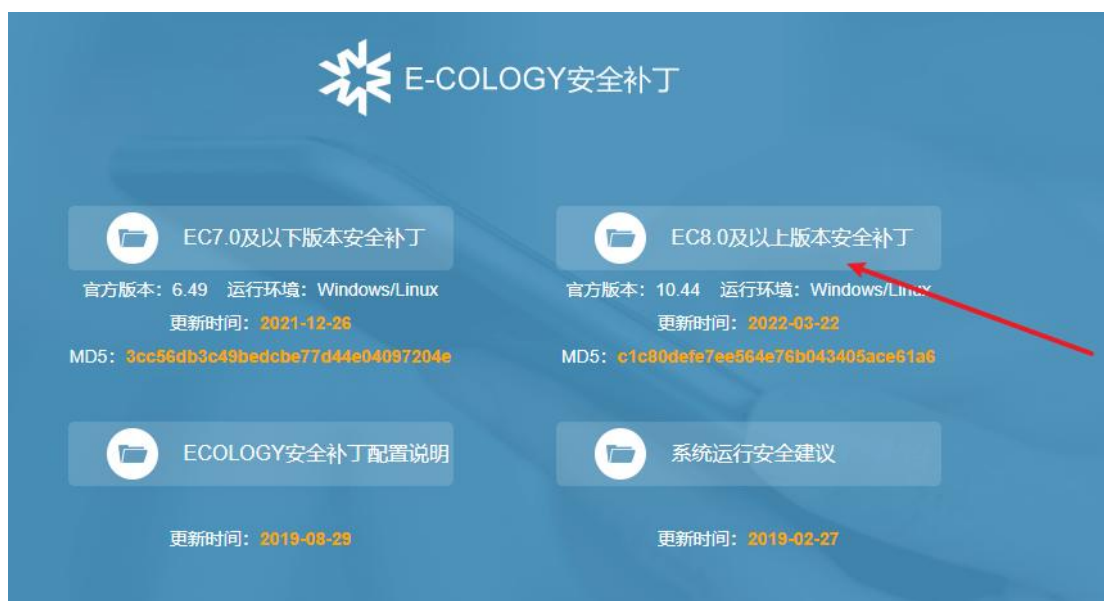 E-COLOGY安全补丁
EC7.0及以下版本安全补丁
官方版本：6.49 运行环境：Windows/Linux
更新时间：2021-12-26
MD5：3cc56db3c49bedcbe77d44e04097204e
EC8.0及以上版本安全补丁
官方版本：10.44 运行环境：Windows/Linux
更新时间：2022-03-22
MD5：c1c80defe7ee564e76b043405ace61a6
ECOLOGY安全补丁配置说明
更新时间：2019-08-29
系统运行安全建议
更新时间：2019-02-27